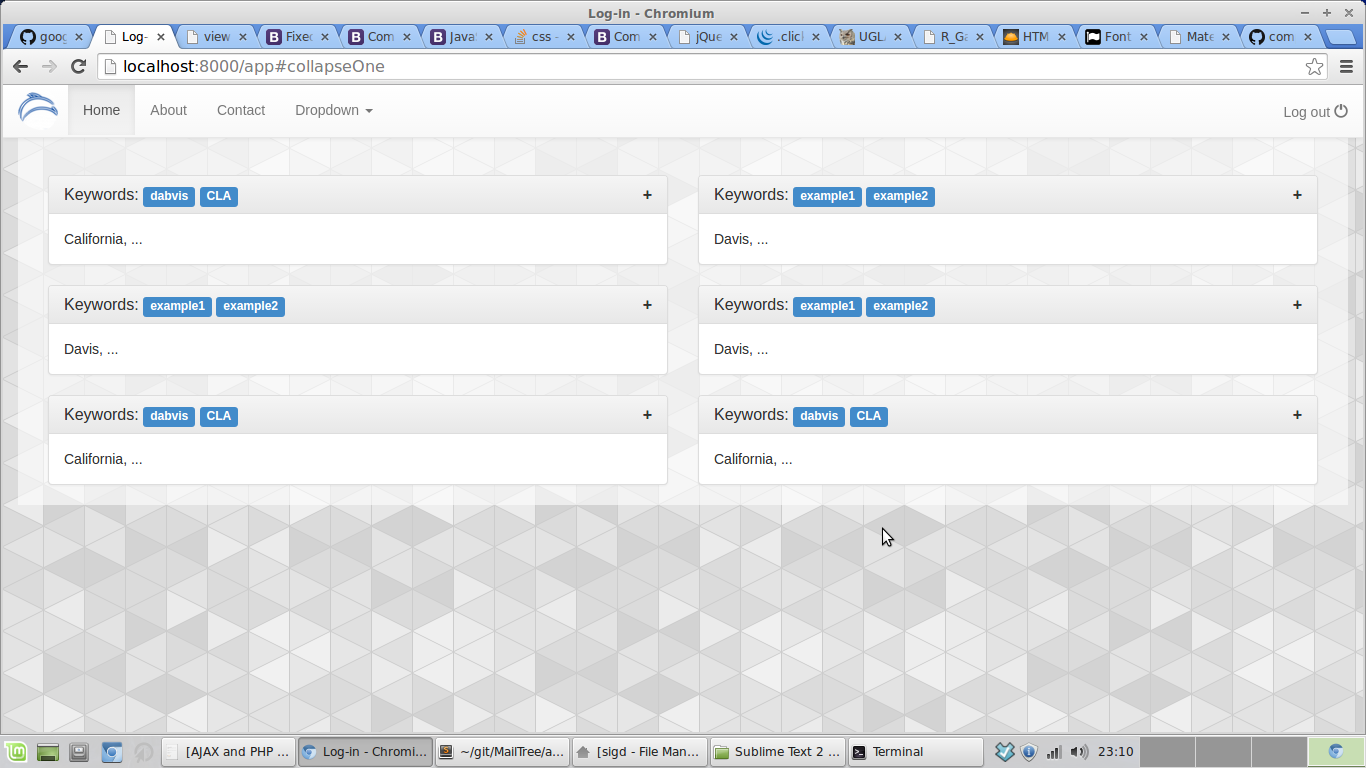 Log-in - Chromium
goog
Log-
view
Fixed
Com
Java
css -
Com
jQue
.click
UGL
R_Ga
HTM
Font
Mate
com
localhost:8000/app#collapseOne
Home About Contact Dropdown Log out
Keywords: dabvis CLA +
California, ...
Keywords: example1 example2 +
Davis, ...
Keywords: example1 example2 +
Davis, ...
Keywords: example1 example2 +
Davis, ...
Keywords: dabvis CLA +
California, ...
Keywords: dabvis CLA +
California, ...
[AJAX and PHP ... Log-in - Chromi... ~/git/MailTree/a... [sigd - File Man... Sublime Text 2 ... Terminal 23:10